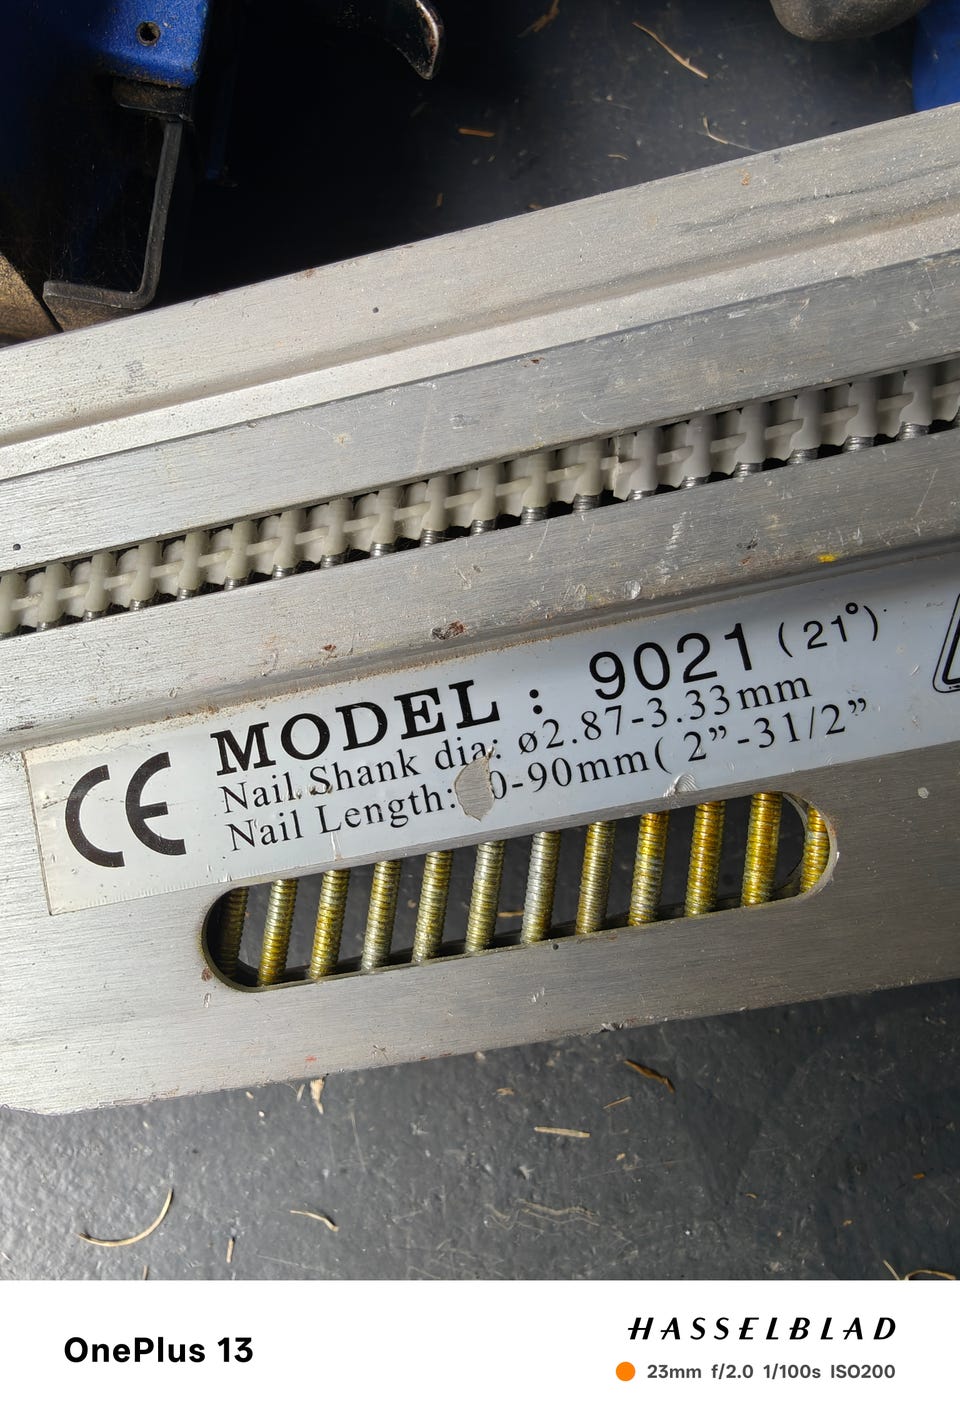 CE
MODEL : 9021 (21°)
Nail Shank dia: ø2.87-3.33mm
Nail Length: 0-90mm( 2”-31/2”
OnePlus 13
HASSELBLAD
23mm f/2.0 1/100s ISO200